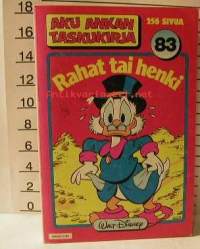 AKU ANKAN
TASKUKIRJA
256 SIVUA
83
Rahat tai henki
WALT DISNEY
18
16
14
12
10
8
6
4
2
0